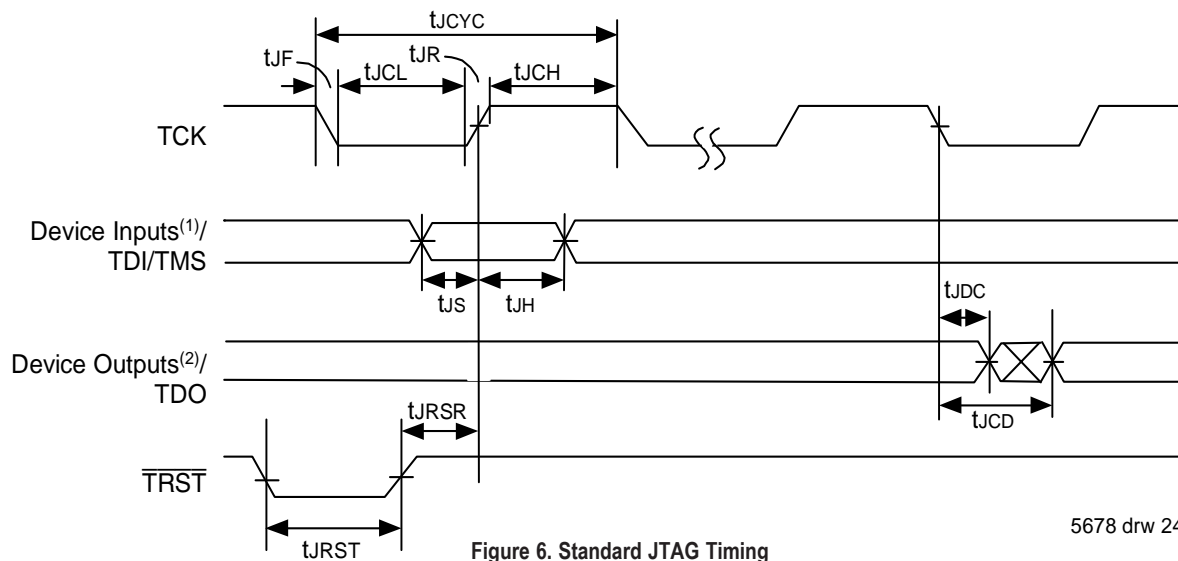 tJCYC
tJF
tJCL
tJR
tJCH
TCK
Device Inputs(1)/
TDI/TMS
tJS
tJH
tJDC
Device Outputs(2)/
TDO
tJCD
tJRSR
TRST
tJRST
5678 drw 24
Figure 6. Standard JTAG Timing